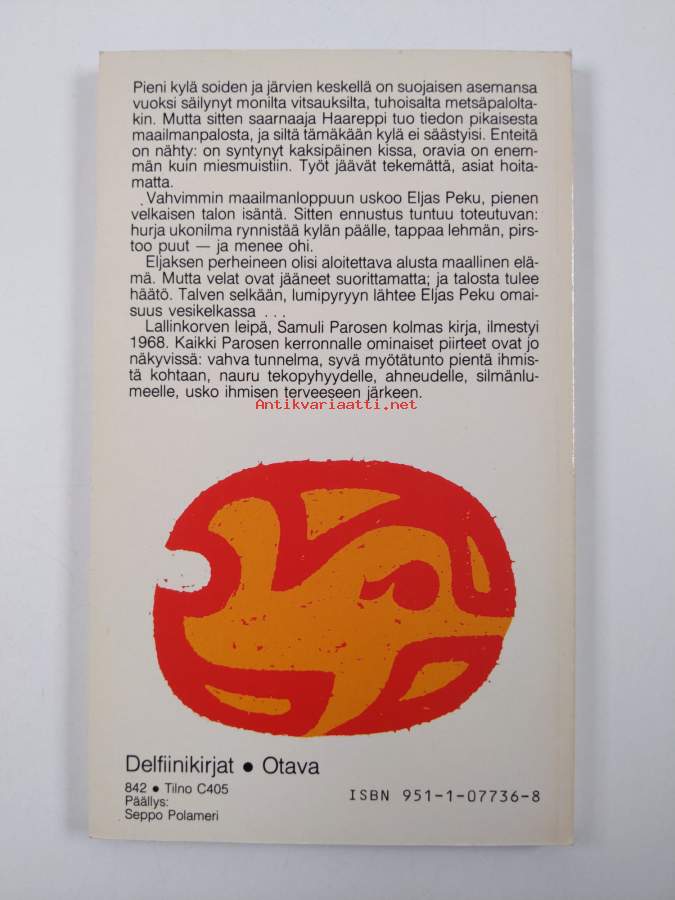 Pieni kylä soiden ja järvien keskellä on suojaisen asemansa
vuoksi säilynyt monilta vitsauksilta, tuhoisalta metsäpalolta-
kin. Mutta sitten saarnaaja Haareppi tuo tiedon pikaisesta
maailmanpalosta, ja siltä tämäkään kylä ei säästyisi. Enteitä
on nähty: on syntynyt kaksipäinen kissa, oravia on enem-
män kuin miesmuistiin. Työt jäävät tekemättä, asiat hoita-
matta.
Vahvimmin maailmanloppuun uskoo Eljas Peku, pienen
velkaisen talon isäntä. Sitten ennustus tuntuu toteutuvan:
hurja ukonilma rynnistää kylän päälle, tappaa lehmän, pirs-
too puut — ja menee ohi.
Eljaksen perheineen olisi aloitettava alusta maallinen elä-
mä. Mutta velat ovat jääneet suorittamatta; ja talosta tulee
häätö. Talven selkään, lumipyryyn lähtee Eljas Peku omai-
suus vesikelkassa . . .
Lallinkorven leipä, Samuli Parosen kolmas kirja, ilmestyi
1968. Kaikki Parosen kerronnalle ominaiset piirteet ovat jo
näkyvissä: vahva tunnelma, syvä myötätunto pientä ihmis-
tä kohtaan, nauru tekopyhyydelle, ahneudelle, silmänlu-
meelle, usko ihmisen terveeseen järkeen.
Antikvariaatti.net
Delfiinikirjat • Otava
842 • Tilno C405
Päällys:
Seppo Polameri
ISBN 951-1-07736-8